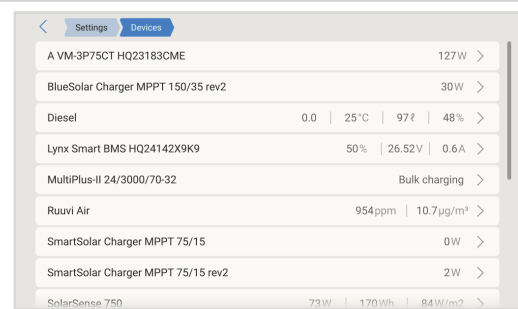 Settings Devices
A VM-3P75CT HQ23183CME 127W
BlueSolar Charger MPPT 150/35 rev2 30W
Diesel 0.0 25°C 97ℓ 48%
Lynx Smart BMS HQ24142X9K9 50% 26.52V 0.6A
MultiPlus-II 24/3000/70-32 Bulk charging
Ruuvi Air 954ppm 10.7µg/m³
SmartSolar Charger MPPT 75/15 0W
SmartSolar Charger MPPT 75/15 rev2 2W
SolarSense 750 73W 170Wh 84W/m2